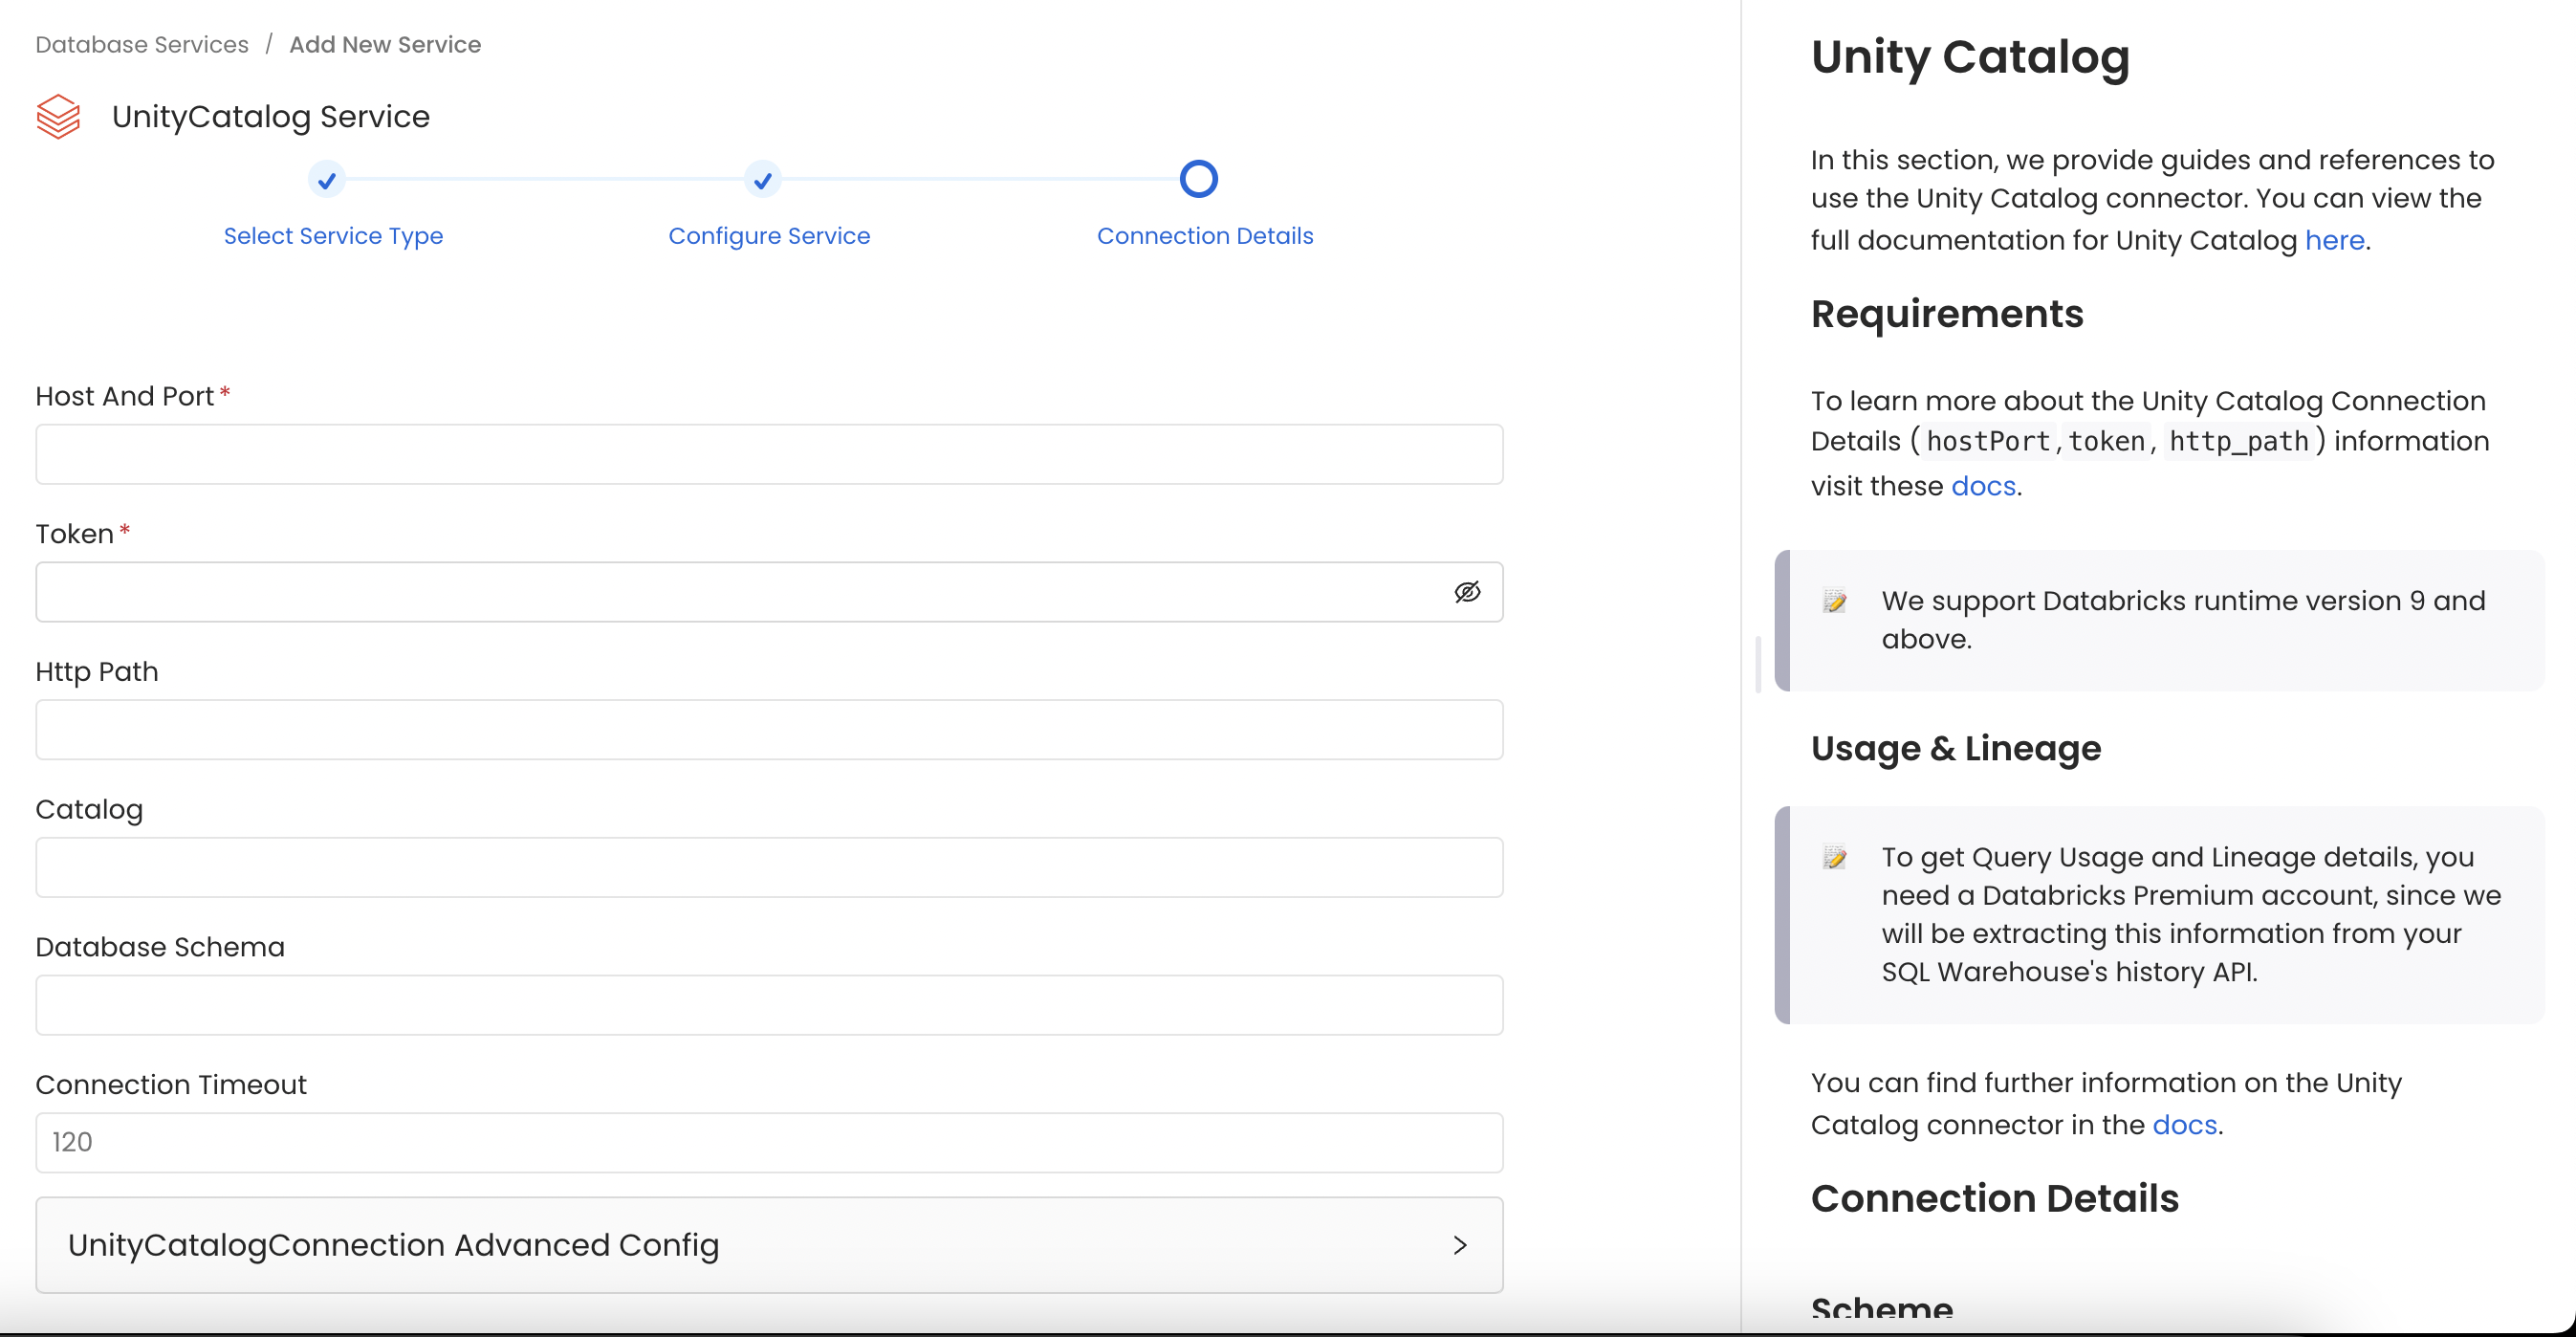 Database Services / Add New Service
UnityCatalog Service
Select Service Type
Configure Service
Connection Details
Host And Port*
Token*
Http Path
Catalog
Database Schema
Connection Timeout
120
UnityCatalogConnection Advanced Config
Unity Catalog
In this section, we provide guides and references to
use the Unity Catalog connector. You can view the
full documentation for Unity Catalog here.
Requirements
To learn more about the Unity Catalog Connection
Details (hostPort, token, http_path) information
visit these docs.
We support Databricks runtime version 9 and
above.
Usage & Lineage
To get Query Usage and Lineage details, you
need a Databricks Premium account, since we
will be extracting this information from your
SQL Warehouse's history API.
You can find further information on the Unity
Catalog connector in the docs.
Connection Details
Scheme